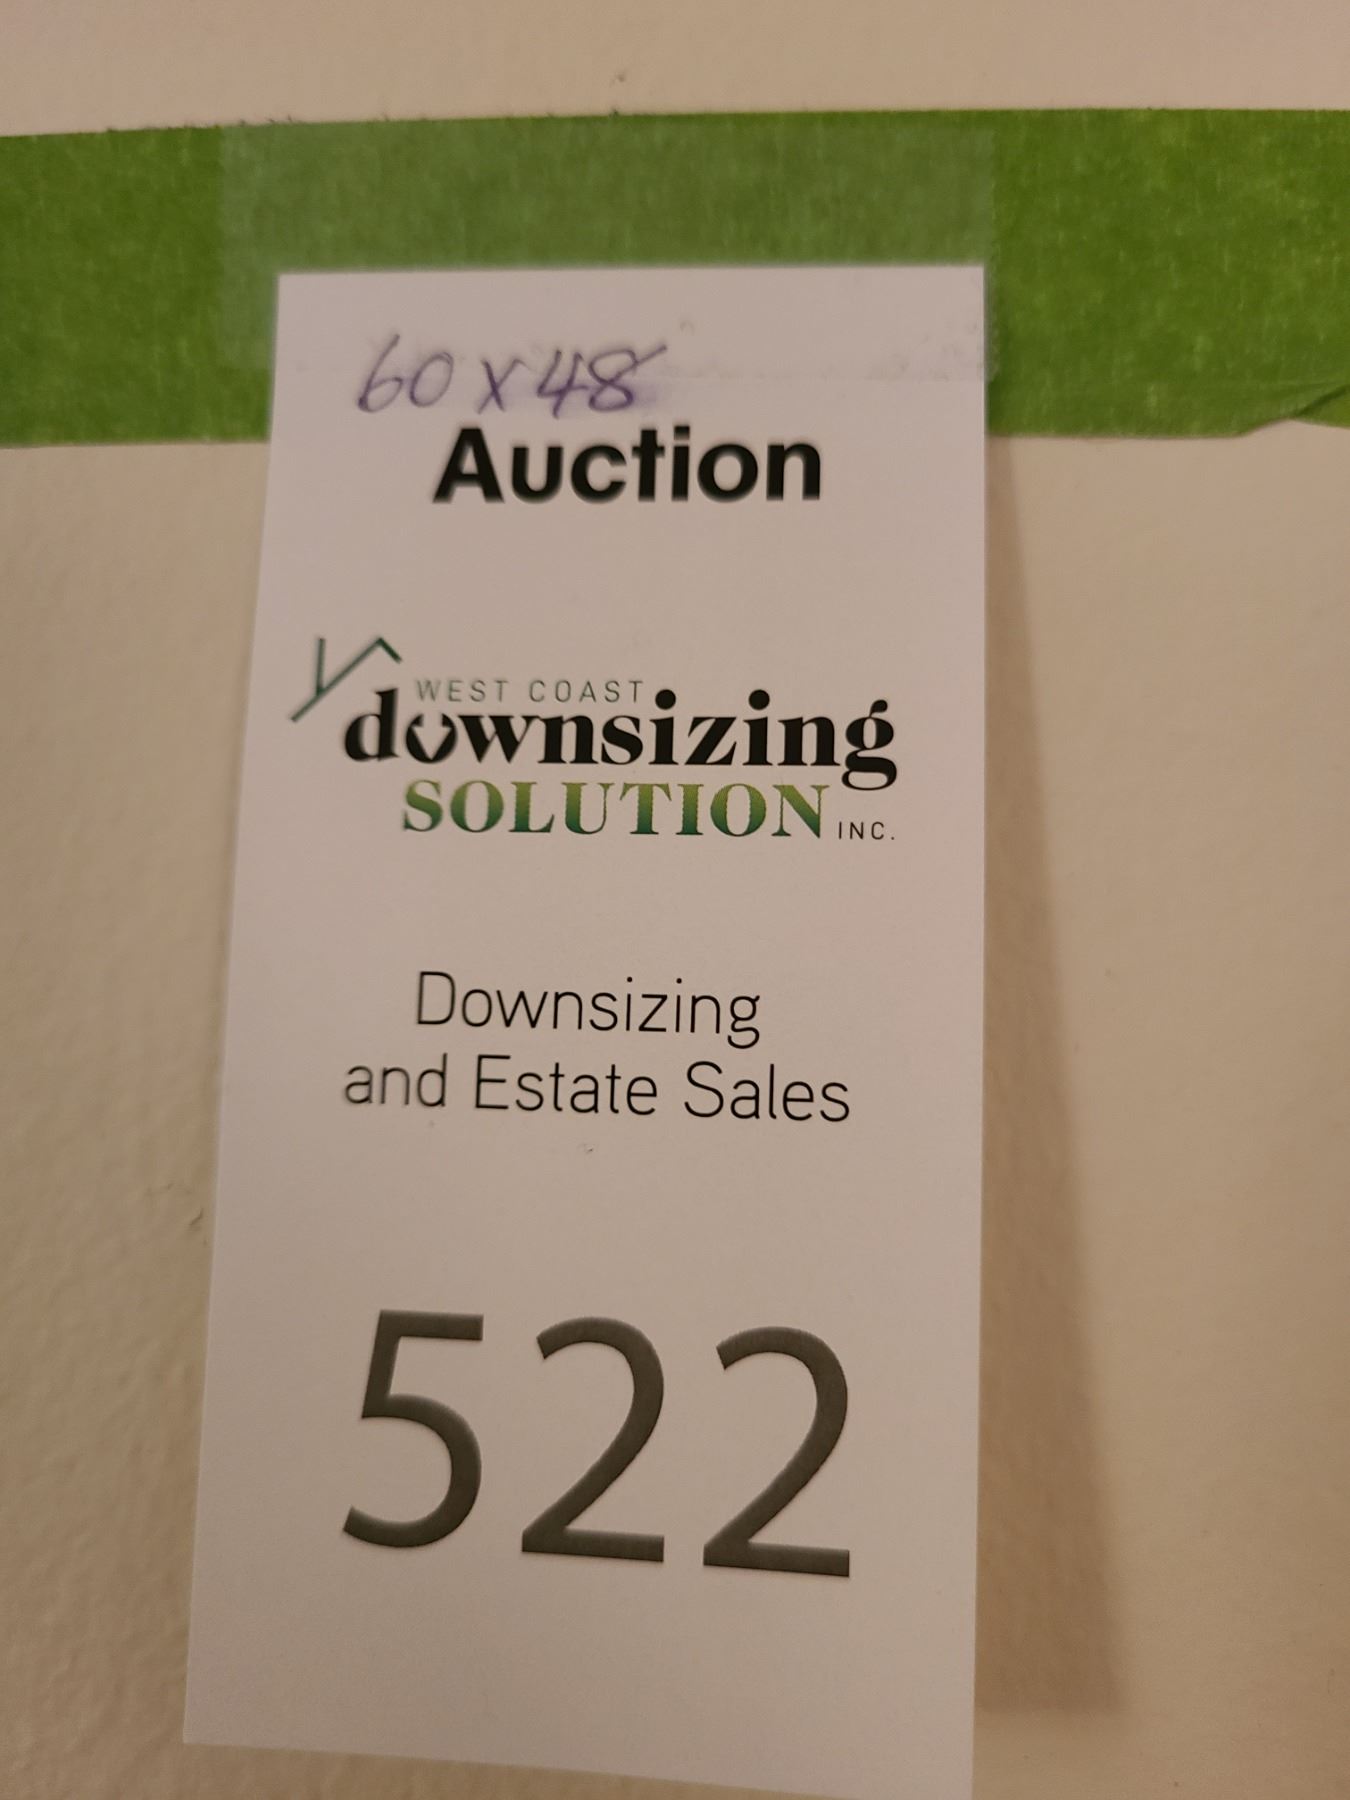 60 x 48
Auction
WEST COAST
downsizing
SOLUTION INC.
Downsizing
and Estate Sales
522